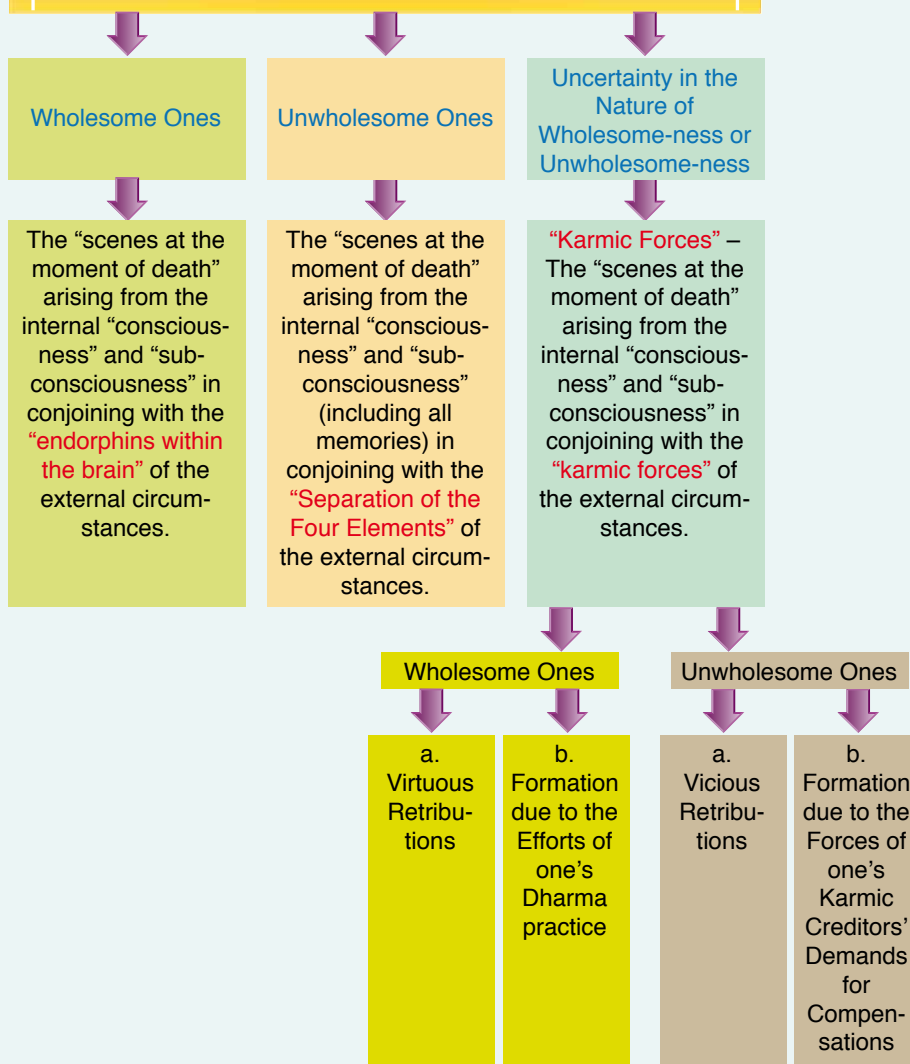 Wholesome Ones
Unwholesome Ones
Uncertainty in the
Nature of
Wholesome-ness or
Unwholesome-ness
The “scenes at the
moment of death”
arising from the
internal “conscious-
ness” and “sub-
consciousness” in
conjoining with the
“endorphins within
the brain” of the
external circum-
stances.
The “scenes at the
moment of death”
arising from the
internal “conscious-
ness” and “sub-
consciousness”
(including all
memories) in
conjoining with the
“Separation of the
Four Elements” of
the external circum-
stances.
“Karmic Forces” –
The “scenes at the
moment of death”
arising from the
internal “conscious-
ness” and “sub-
consciousness” in
conjoining with the
“karmic forces” of
the external circum-
stances.
Wholesome Ones
Unwholesome Ones
a.
Virtuous
Retribu-
tions
b.
Formation
due to the
Efforts of
one’s
Dharma
practice
a.
Vicious
Retribu-
tions
b.
Formation
due to the
Forces of
one’s
Karmic
Creditors’
Demands
for
Compen-
sations